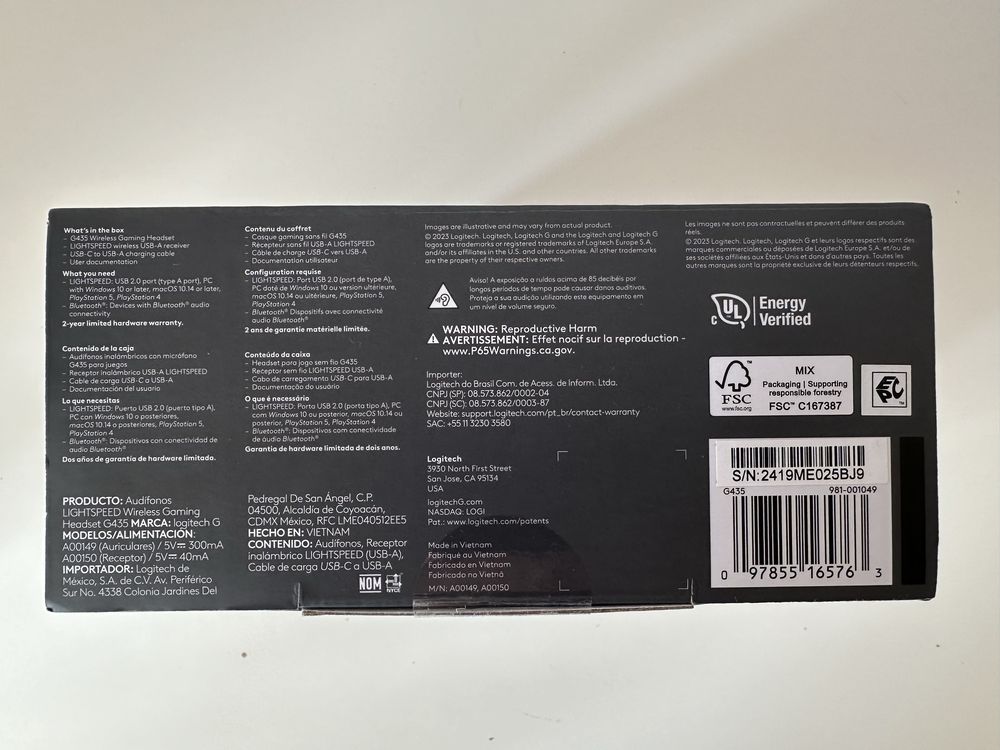 What's in the box
– G435 Wireless Gaming Headset
– LIGHTSPEED wireless USB-A receiver
– USB-C to USB-A charging cable
– User documentation
What you need
– LIGHTSPEED: USB 2.0 port (type A port), PC
with Windows 10 or later, macOS 10.14 or later,
PlayStation 5, PlayStation 4
– Bluetooth®: Devices with Bluetooth® audio
connectivity
2-year limited hardware warranty.
Contenido de la caja
– Audífonos inalámbricos con micrófono
G435 para juegos
– Receptor inalámbrico USB-A LIGHTSPEED
– Cable de carga USB-C a USB-A
– Documentación del usuario
Lo que necesitas
– LIGHTSPEED: Puerto USB 2.0 (puerto tipo A),
PC con Windows 10 o posteriores,
macOS 10.14 o posteriores, PlayStation 5,
PlayStation 4
– Bluetooth®: Dispositivos con conectividad de
audio Bluetooth®
Dos años de garantía de hardware limitado.
Contenu du coffret
– Casque gaming sans fil G435
– Récepteur sans fil USB-A LIGHTSPEED
– Câble de charge USB-C vers USB-A
– Documentation utilisateur
Configuration requise
– LIGHTSPEED: Port USB 2.0 (port de type A),
PC doté de Windows 10 ou version ultérieure,
macOS 10.14 ou ultérieure, PlayStation 5,
PlayStation 4
– Bluetooth®: Dispositifs avec connectivité
audio Bluetooth®
2 ans de garantie matérielle limitée.
Conteúdo da caixa
– Headset para jogo sem fio G435
– Receptor sem fio LIGHTSPEED USB-A
– Cabo de carregamento USB-C para USB-A
– Documentação do usuário
O que é necessário
– LIGHTSPEED: Porta USB 2.0 (porta tipo A), PC
com Windows 10 ou posterior, macOS 10.14 ou
posterior, PlayStation 5, PlayStation 4
– Bluetooth®: Dispositivos com conectividade
de áudio Bluetooth®
Garantia de hardware limitada de dois anos.
PRODUCTO: Audífonos
LIGHTSPEED Wireless Gaming
Headset G435 MARCA: logitech G
MODELOS/ALIMENTACIÓN:
A00149 (Auriculares) / 5V⎓ 300mA
A00150 (Receptor) / 5V⎓ 40mA
IMPORTADOR: Logitech de
México, S.A. de C.V. Av. Periférico
Sur No. 4338 Colonia Jardines Del
Pedregal De San Ángel, C.P.
04500, Alcaldía de Coyoacán,
CDMX México, RFC LME040512EE5
HECHO EN: VIETNAM
CONTENIDO: Audífonos, Receptor
inalámbrico LIGHTSPEED (USB-A),
Cable de carga USB-C a USB-A
NOM NYCE
Images are illustrative and may vary from actual product.
© 2023 Logitech. Logitech, Logitech G and the Logitech and Logitech G
logos are trademarks or registered trademarks of Logitech Europe S.A.
and/or its affiliates in the U.S. and other countries. All other trademarks
are the property of their respective owners.
Aviso! A exposição a ruídos acima de 85 decibéis por
longos períodos de tempo pode causar danos auditivos.
Proteja a sua audição utilizando este equipamento em
um nível de volume seguro.
WARNING: Reproductive Harm
AVERTISSEMENT: Effet nocif sur la reproduction -
www.P65Warnings.ca.gov.
Importer:
Logitech do Brasil Com. de Acess. de Inform. Ltda.
CNPJ (SP): 08.573.862/0002-04
CNPJ (SC): 08.573.862/0003-87
Website: support.logitech.com/pt_br/contact-warranty
SAC: +55 11 3230 3580
Logitech
3930 North First Street
San Jose, CA 95134
USA
logitechG.com
NASDAQ: LOGI
Pat.: www.logitech.com/patents
Made in Vietnam
Fabriqué au Vietnam
Fabricado en Vietnam
Fabricado no Vietnã
M/N: A00149, A00150
Les images ne sont pas contractuelles et peuvent différer des produits
réels.
© 2023 Logitech. Logitech, Logitech G et leurs logos respectifs sont des
marques commerciales ou déposées de Logitech Europe S.A. et/ou de
ses sociétés affiliées aux États-Unis et dans d'autres pays. Toutes les
autres marques sont la propriété exclusive de leurs détenteurs respectifs.
C UL Energy
Verified
FSC
www.fsc.org
MIX
Packaging | Supporting
responsible forestry
FSC™ C167387
S/N:2419ME025BJ9
G435 981-001049
0 97855 16576 3